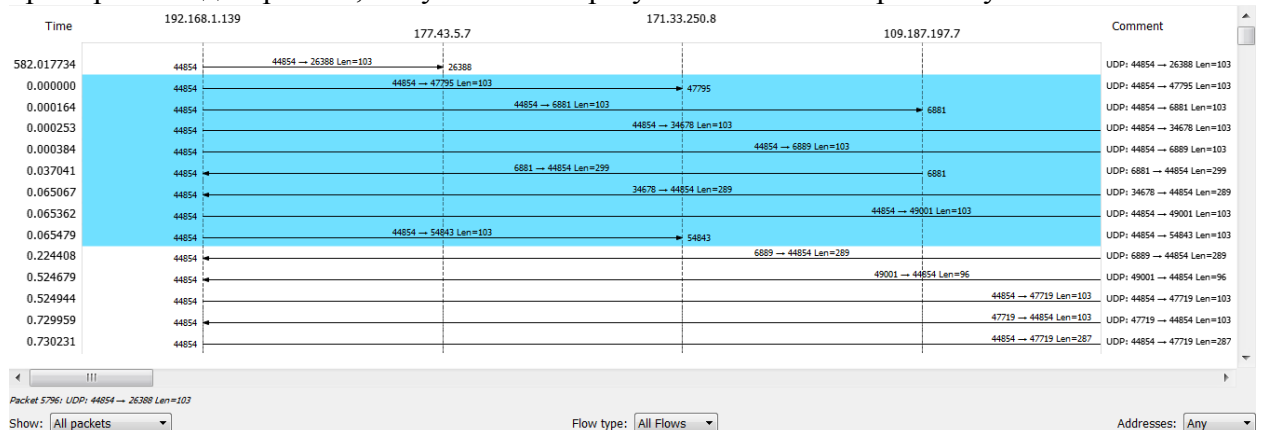 192.168.1.139 171.33.250.8
Time 177.43.5.7 109.187.197.7 Comment
582.017734 44854 44854 → 26388 Len=103 26388 UDP: 44854 → 26388 Len=103
0.000000 44854 44854 → 47795 Len=103 47795 UDP: 44854 → 47795 Len=103
0.000164 44854 44854 → 6881 Len=103 6881 UDP: 44854 → 6881 Len=103
0.000253 44854 44854 → 34678 Len=103 UDP: 44854 → 34678 Len=103
0.000384 44854 44854 → 6889 Len=103 UDP: 44854 → 6889 Len=103
0.037041 44854 6881 → 44854 Len=299 6881 UDP: 6881 → 44854 Len=299
0.065067 44854 34678 → 44854 Len=289 UDP: 34678 → 44854 Len=289
0.065362 44854 44854 → 49001 Len=103 UDP: 44854 → 49001 Len=103
0.065479 44854 44854 → 54843 Len=103 54843 UDP: 44854 → 54843 Len=103
0.224408 44854 6889 → 44854 Len=289 UDP: 6889 → 44854 Len=289
0.524679 44854 49001 → 44854 Len=96 UDP: 49001 → 44854 Len=96
0.524944 44854 44854 → 47719 Len=103 UDP: 44854 → 47719 Len=103
0.729959 44854 47719 → 44854 Len=103 UDP: 47719 → 44854 Len=103
0.730231 44854 44854 → 47719 Len=287 UDP: 44854 → 47719 Len=287
Packet 5796: UDP: 44854 → 26388 Len=103
Show: All packets Flow type: All Flows Addresses: Any